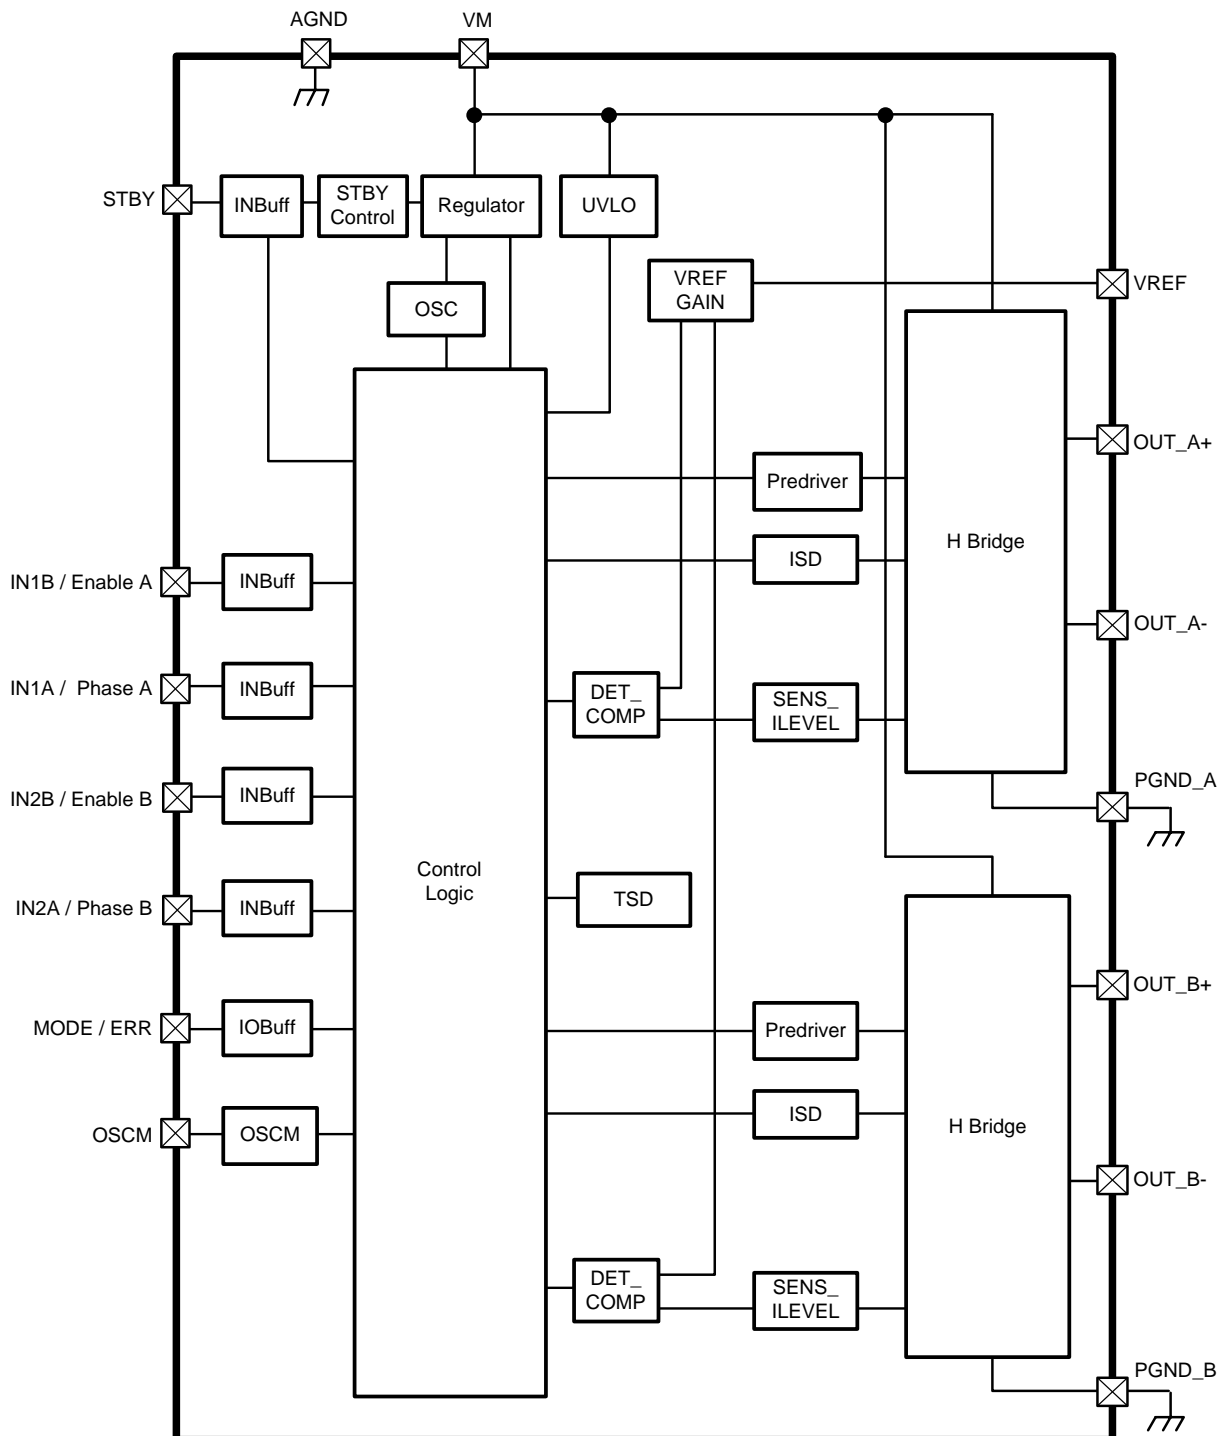 AGND
VM
STBY
INBuff
STBY
Control
Regulator
UVLO
VREF
GAIN
VREF
OSC
OUT_A+
Predriver
H Bridge
ISD
IN1B / Enable A
INBuff
OUT_A-
IN1A / Phase A
INBuff
DET_
COMP
SENS_
ILEVEL
IN2B / Enable B
INBuff
PGND_A
Control
Logic
TSD
IN2A / Phase B
INBuff
OUT_B+
MODE / ERR
IOBuff
Predriver
ISD
H Bridge
OSCM
OSCM
OUT_B-
DET_
COMP
SENS_
ILEVEL
PGND_B